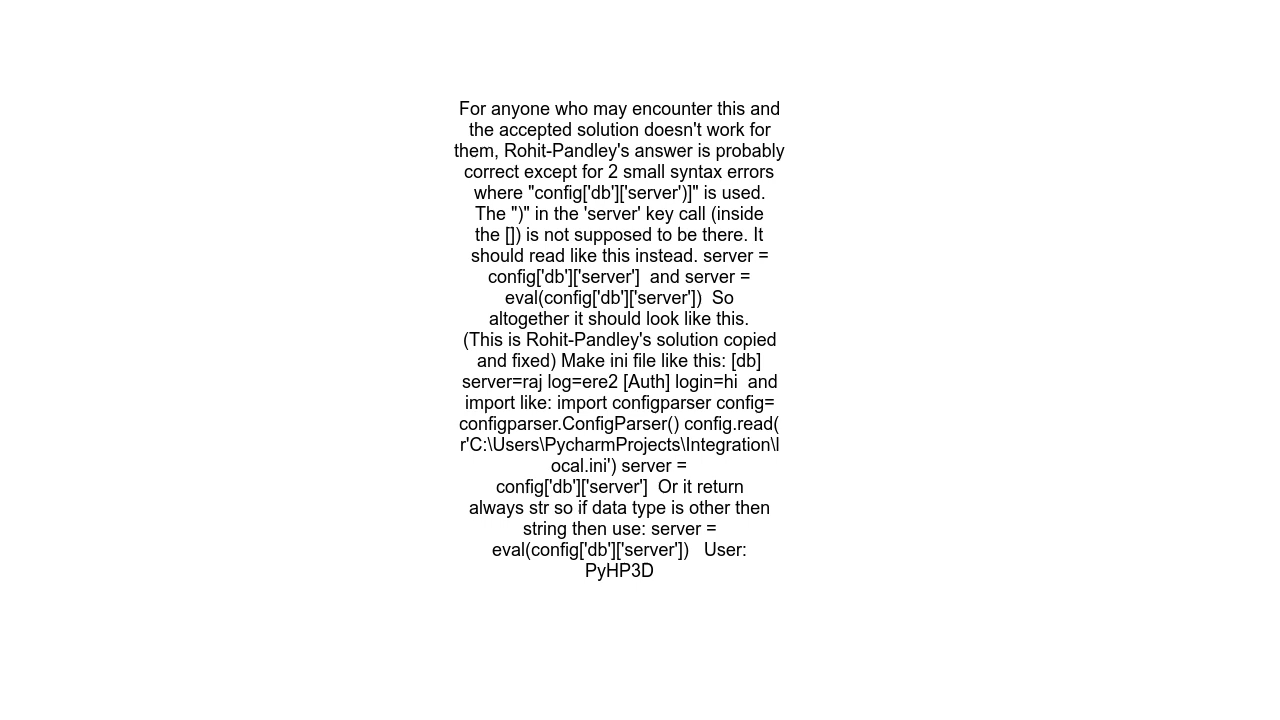 For anyone who may encounter this and
the accepted solution doesn't work for
them, Rohit-Pandley's answer is probably
correct except for 2 small syntax errors
where "config['db']['server')]" is used.
The ")" in the 'server' key call (inside
the []) is not supposed to be there. It
should read like this instead. server =
config['db']['server']  and server =
eval(config['db']['server'])  So
altogether it should look like this.
(This is Rohit-Pandley's solution copied
and fixed) Make ini file like this: [db]
server=raj log=ere2 [Auth] login=hi  and
import like: import configparser config=
configparser.ConfigParser() config.read(
r'C:\Users\PycharmProjects\Integration\l
ocal.ini') server =
config['db']['server']  Or it return
always str so if data type is other then
string then use: server =
eval(config['db']['server'])   User:
PyHP3D